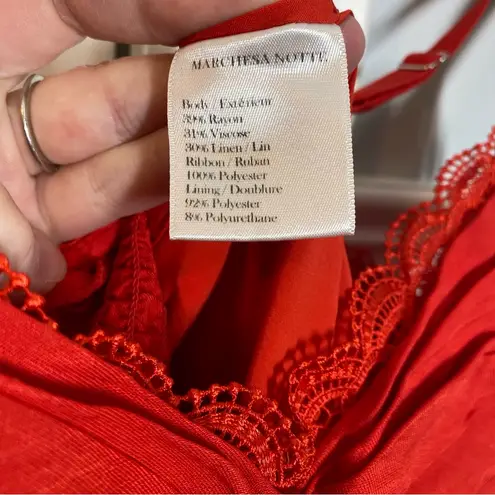 MARCHESA NOTTE
Body / Extérieur
39% Rayon
31% Viscose
30% Linen / Lin
Ribbon / Ruban
100% Polyester
Lining / Doublure
92% Polyester
8% Polyurethane